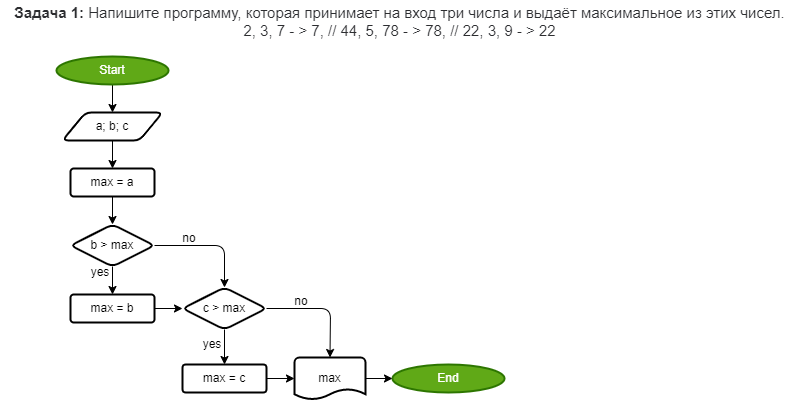 Задача 1: Напишите программу, которая принимает на вход три числа и выдаёт максимальное из этих чисел.
2, 3, 7 - > 7, // 44, 5, 78 - > 78, // 22, 3, 9 - > 22
Start
a; b; c
max = a
b > max
no
yes
max = b
c > max
no
yes
max = c
max
End